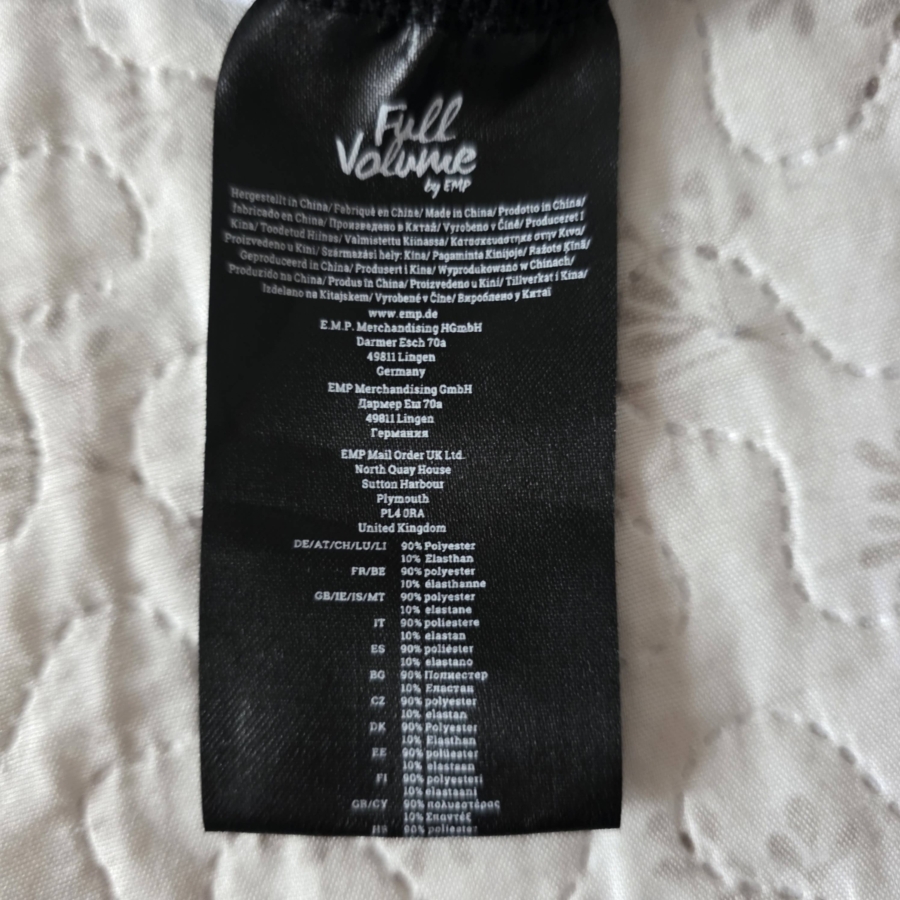 Full
Volume
by EMP
Hergestellt in China/ Fabriqué en Chine/ Made in China/ Prodotto in China/
Fabricado en China/ Произведено в Китай/ Vyrobeno v Číně/ Produceret i
Kina/ Toodetud Hiinas/ Valmistettu Kiinassa/ Κατασκευαστηκε στην Κινα/
Proizvedeno u Kini/ Származási hely: Kína/ Pagaminta Kinijoje/ Ražots Ķīnā/
Geproduceerd in China/ Produsert i Kina/ Wyprodukowano w Chinach/
Produzido na China/ Produs în China/ Proizvedeno u Kini/ Tillverkat i Kina/
Izdelano na Kitajskem/ Vyrobené v Číne/ Вироблено у Китаї
www.emp.de
E.M.P. Merchandising HGmbH
Darmer Esch 70a
49811 Lingen
Germany
EMP Merchandising GmbH
Дармер Еш 70а
49811 Lingen
Германия
EMP Mail Order UK Ltd.
North Quay House
Sutton Harbour
Plymouth
PL4 0RA
United Kingdom
DE/AT/CH/LU/LI 90% Polyester
10% Elasthan
FR/BE 90% polyester
10% élasthanne
GB/IE/IS/MT 90% polyester
10% elastane
IT 90% poliestere
10% elastan
ES 90% poliéster
10% elastano
BG 90% Полиестер
10% Еластан
CZ 90% polyester
10% elastan
DK 90% Polyester
10% Elasthan
EE 90% polüester
10% elastaan
FI 90% polyesteri
10% elastaani
GR/CY 90% πολυεστέρας
10% Σπαντέξ
HR 90% poliester